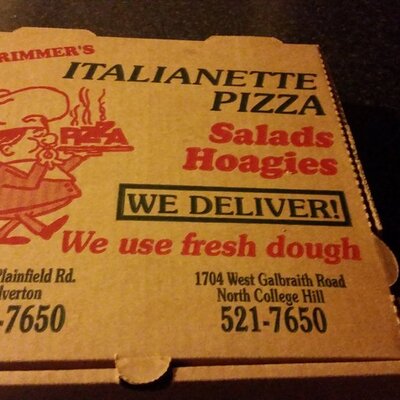 RIMMER'S
ITALIANETTE
PIZZA
PIZZA
Salads
Hoagies
WE DELIVER!
We use fresh dough
Plainfield Rd.
lverton
-7650
1704 West Galbraith Road
North College Hill
521-7650